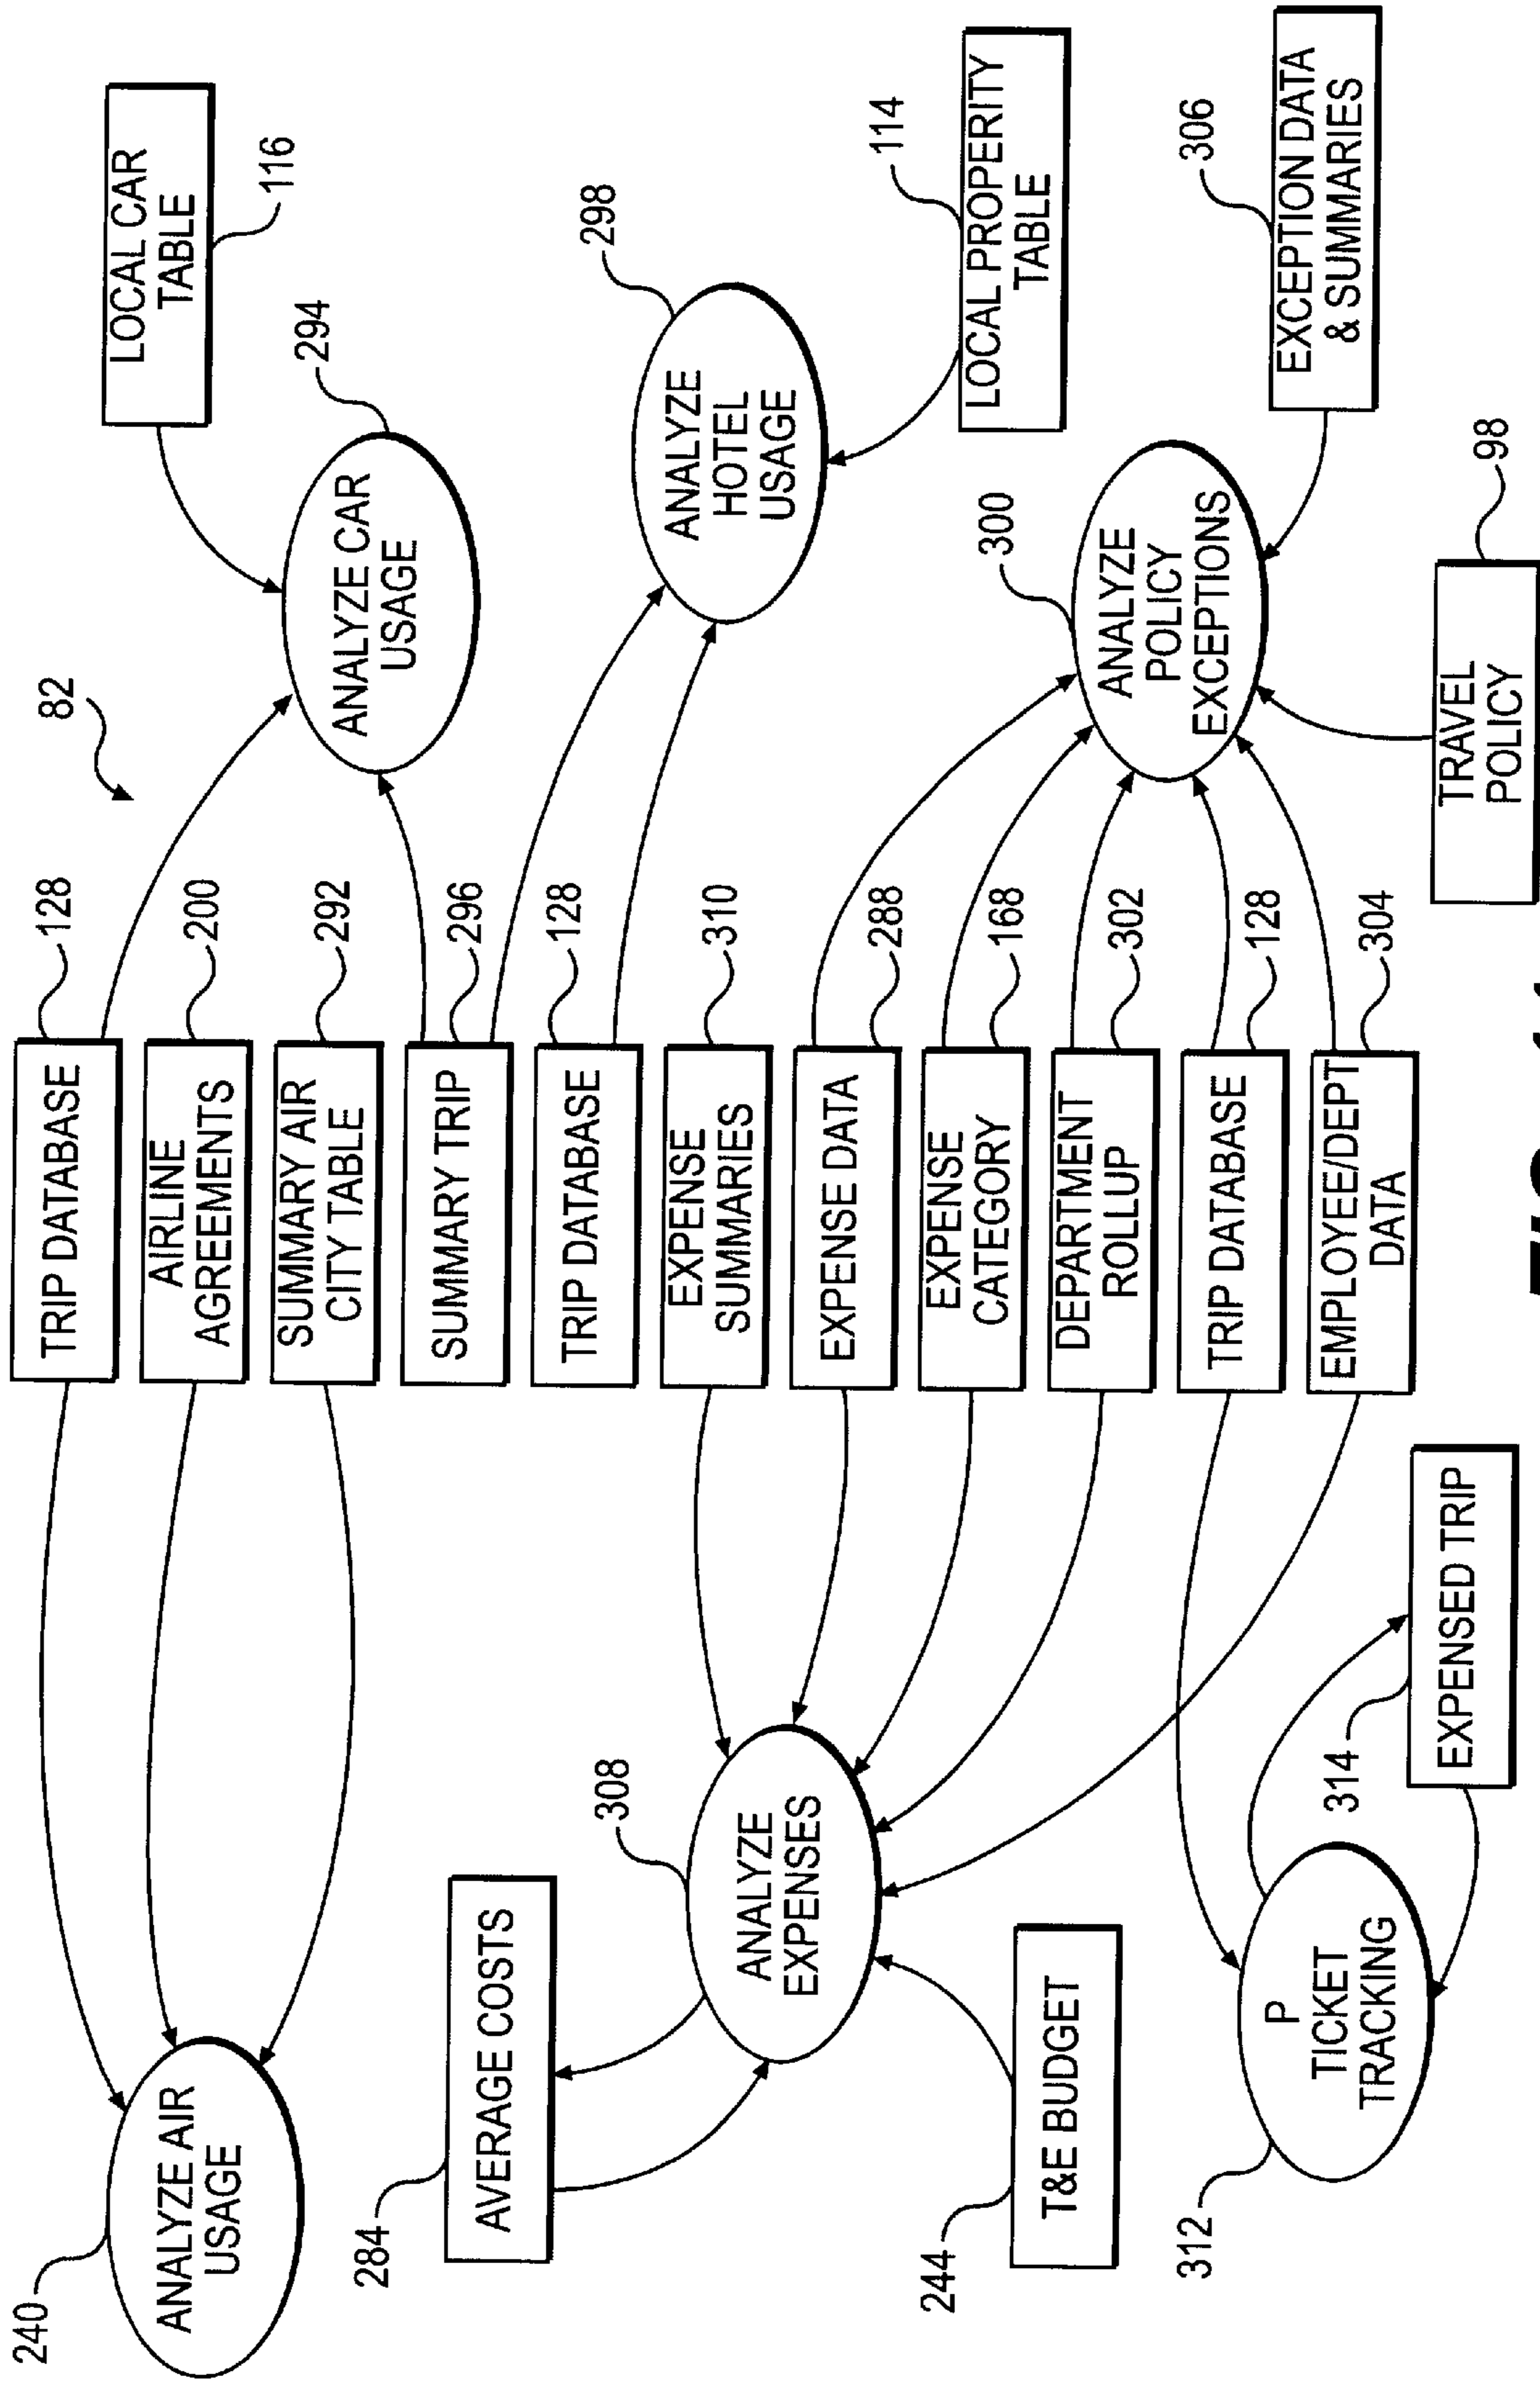 82
128
TRIP DATABASE
200
AIRLINE
AGREEMENTS
292
SUMMARY AIR
CITY TABLE
296
SUMMARY TRIP
128
TRIP DATABASE
310
EXPENSE
SUMMARIES
288
EXPENSE DATA
168
EXPENSE
CATEGORY
302
DEPARTMENT
ROLLUP
128
TRIP DATABASE
304
EMPLOYEE/DEPT
DATA
240
ANALYZE AIR
USAGE
284
AVERAGE COSTS
308
ANALYZE
EXPENSES
244
T&E BUDGET
312
P
TICKET
TRACKING
314
EXPENSED TRIP
LOCAL CAR
TABLE
116
294
ANALYZE CAR
USAGE
298
ANALYZE
HOTEL
USAGE
114
LOCAL PROPERITY
TABLE
300
ANALYZE
POLICY
EXCEPTIONS
306
EXCEPTION DATA
& SUMMARIES
98
TRAVEL
POLICY